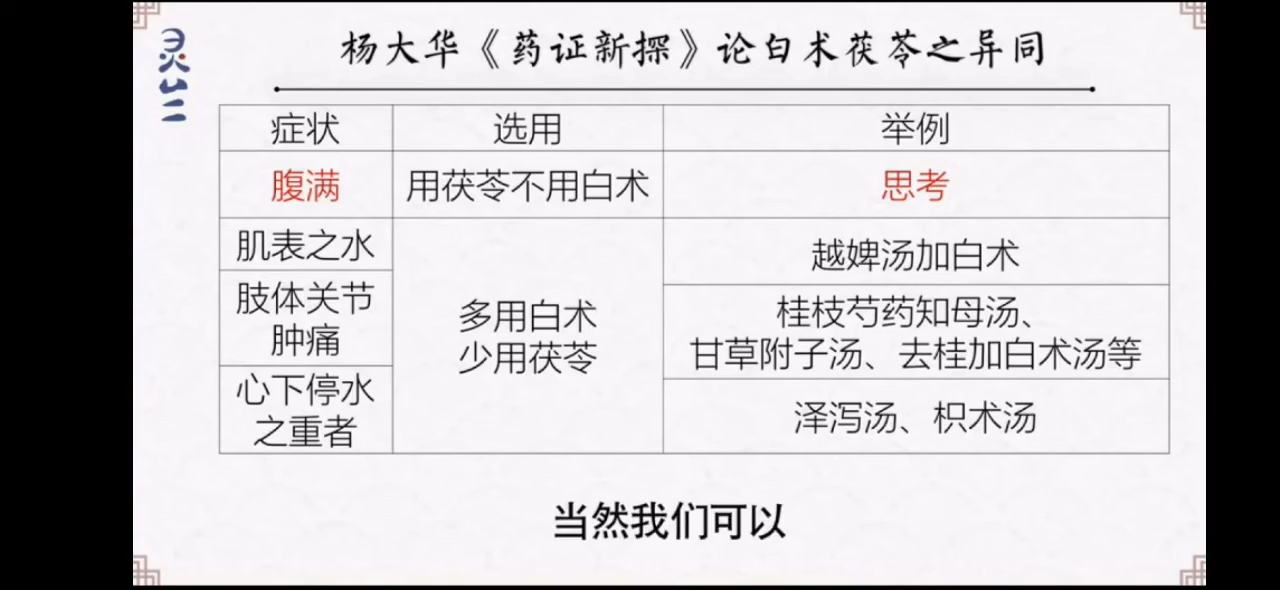 灵山
杨大华《药证新探》论白术茯苓之异同
症状 选用 举例
腹满 用茯苓不用白术 思考
肌表之水 多用白术 越婢汤加白术
少用茯苓
肢体关节 桂枝芍药知母汤、
肿痛 甘草附子汤、去桂加白术汤等
心下停水 泽泻汤、枳术汤
之重者
当然我们可以